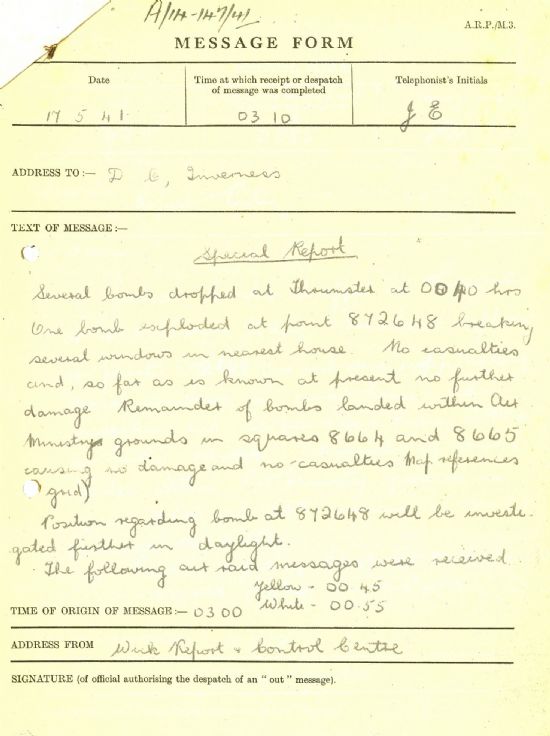 A/14-147/41
A.R.P./M.3.
MESSAGE FORM
Date
Time at which receipt or despatch
of message was completed
Telephonist's Initials
17 5 41
03 10
J E
ADDRESS TO :— D C, Inverness
TEXT OF MESSAGE :—
Special Report
Several bombs dropped at Thrumster at 0040 hrs
One bomb exploded at point 872648 breaking
several windows in nearest house. No casualties
and, so far as is known at present no further
damage Remainder of bombs landed within Air
Ministry grounds in squares 8664 and 8665
causing no damage and no casualties Map references
grid)
Position regarding bomb at 872648 will be investi-
gated further in daylight.
The following air raid messages were received
Yellow - 00 45
White - 00.55
TIME OF ORIGIN OF MESSAGE :— 03 00
ADDRESS FROM Wick Report & Control Centre
SIGNATURE (of official authorising the despatch of an " out " message).